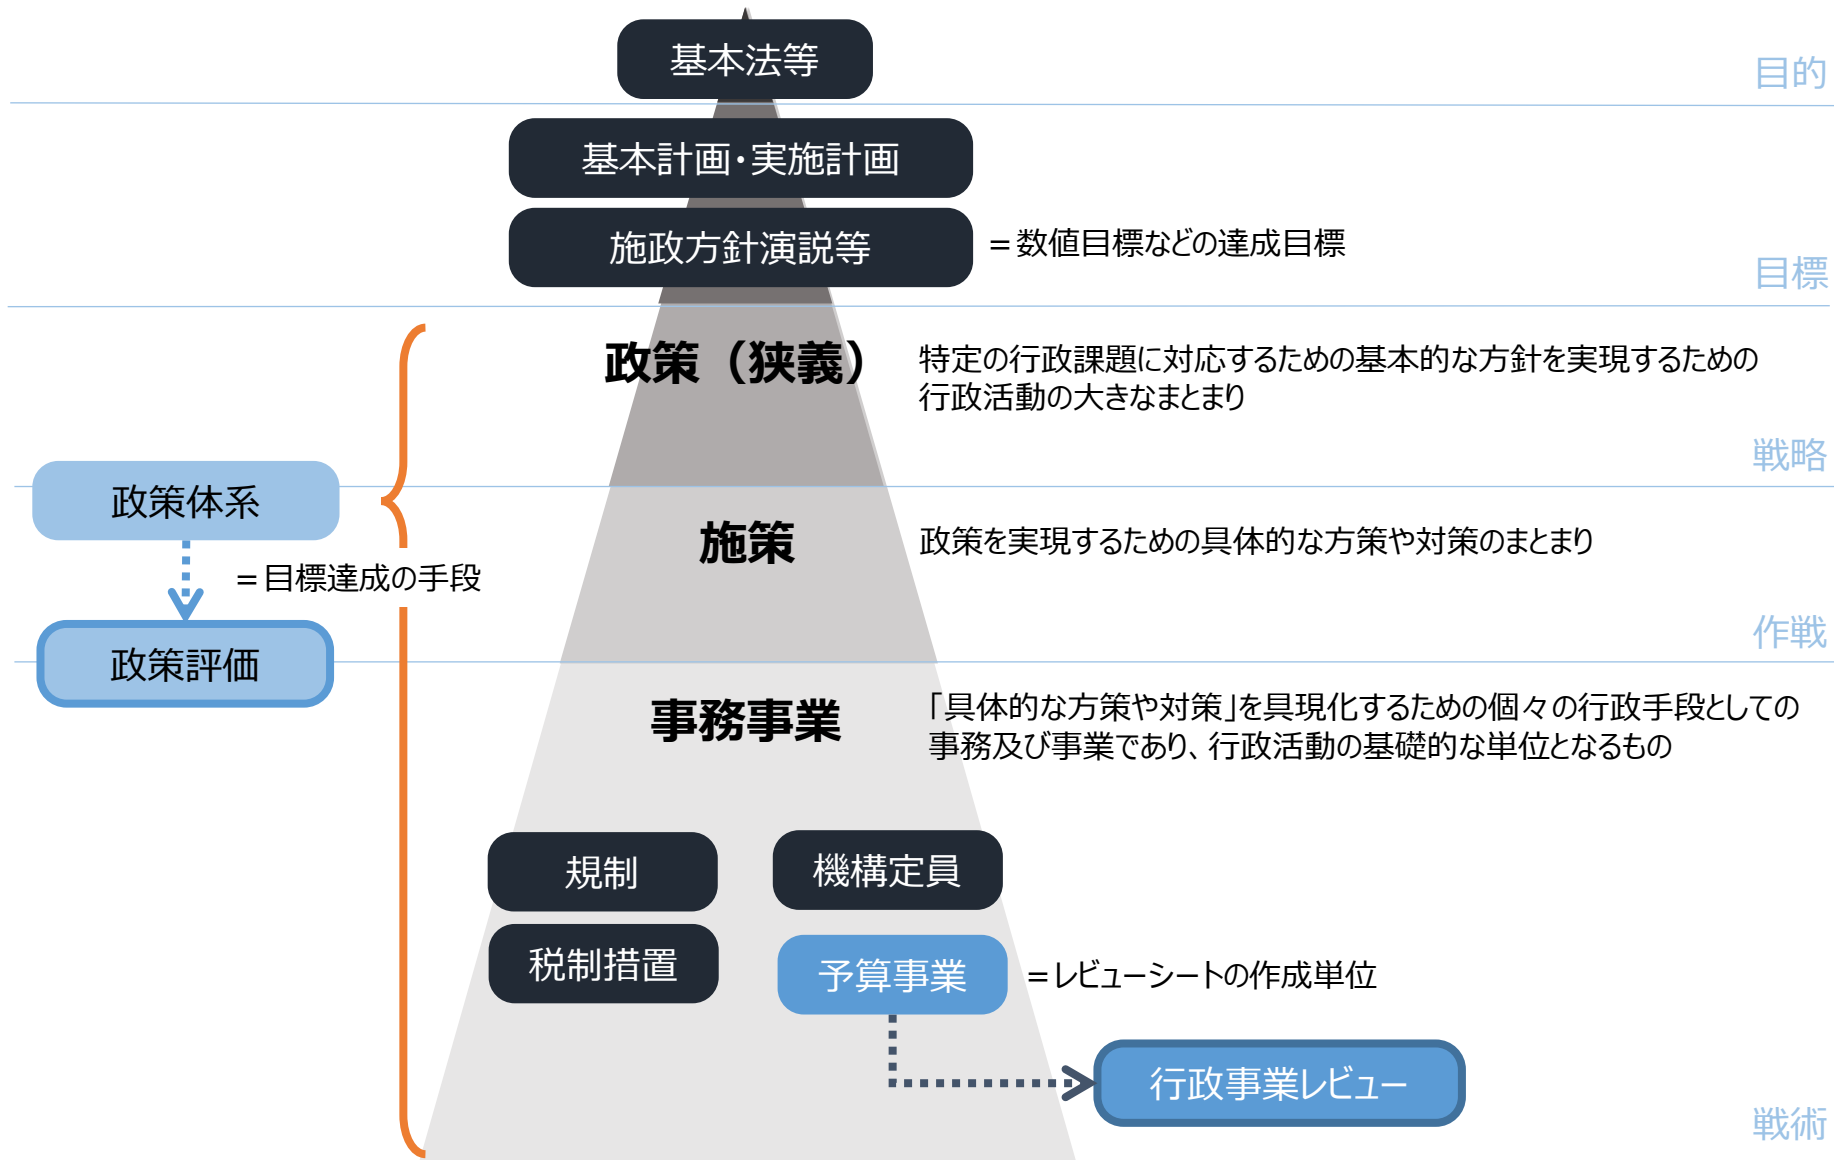 基本法等
目的
基本計画・実施計画
施政方針演説等
＝数値目標などの達成目標
目標
政策（狭義）
特定の行政課題に対応するための基本的な方針を実現するための
行政活動の大きなまとまり
戦略
政策体系
施策
政策を実現するための具体的な方策や対策のまとまり
＝目標達成の手段
作戦
政策評価
事務事業
「具体的な方策や対策」を具現化するための個々の行政手段としての
事務及び事業であり、行政活動の基礎的な単位となるもの
規制
機構定員
税制措置
予算事業
＝レビューシートの作成単位
行政事業レビュー
戦術